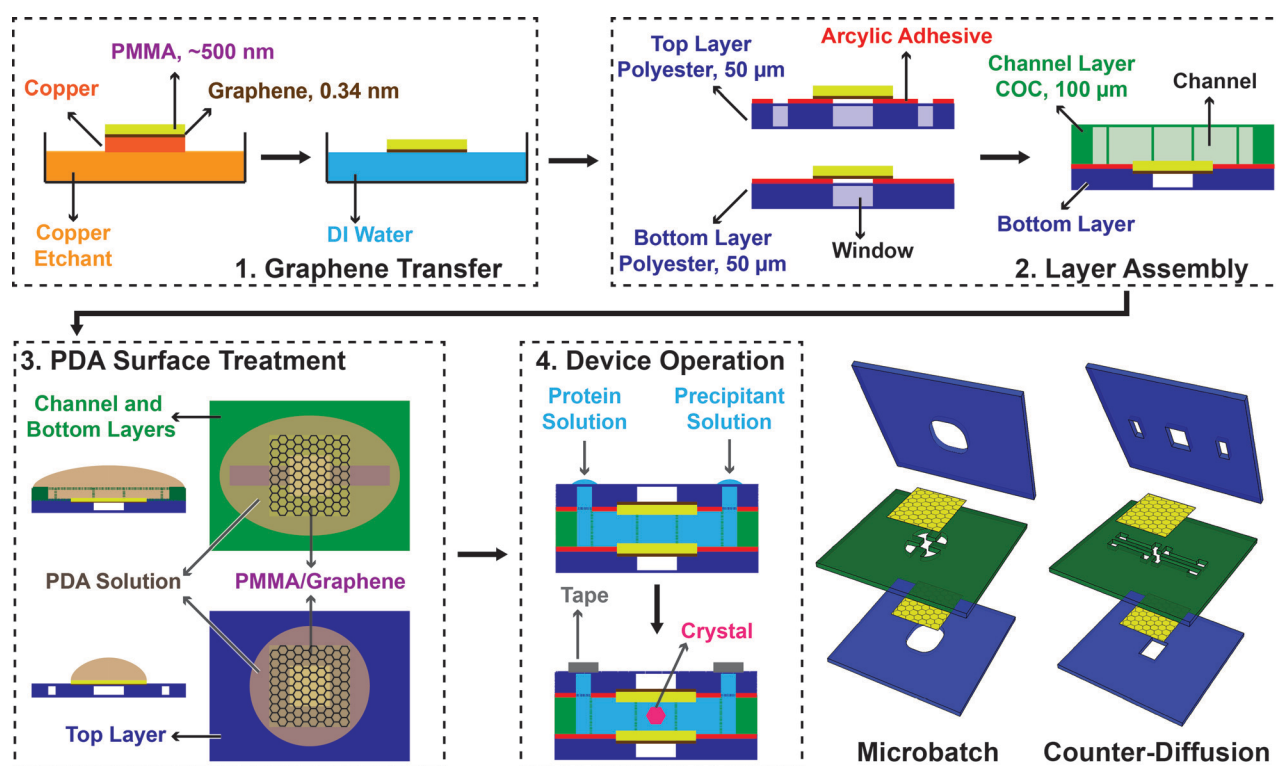 PMMA, ~500 nm
Copper
Graphene, 0.34 nm
Copper
Etchant
DI Water
1. Graphene Transfer
Top Layer
Polyester, 50 µm
Arcylic Adhesive
Channel Layer
COC, 100 µm
Channel
Bottom Layer
Polyester, 50 µm
Window
Bottom Layer
2. Layer Assembly
3. PDA Surface Treatment
Channel and
Bottom Layers
PDA Solution
PMMA/Graphene
Top Layer
4. Device Operation
Protein
Solution
Precipitant
Solution
Tape
Crystal
Microbatch
Counter-Diffusion